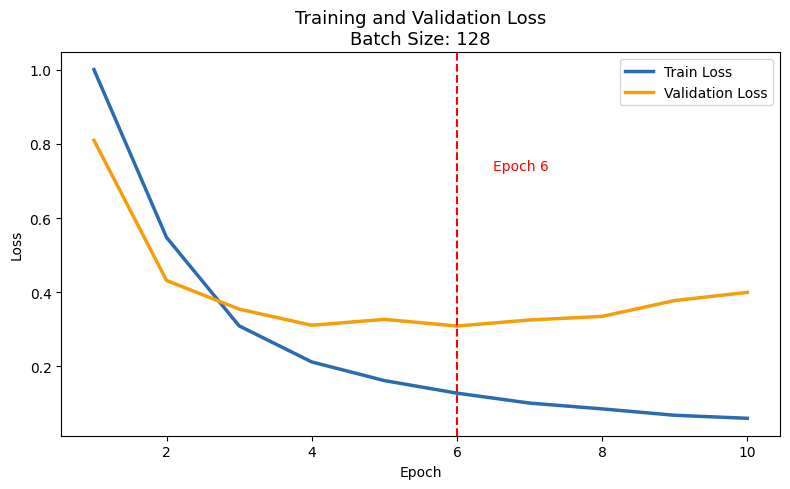 Training and Validation Loss
Batch Size: 128
Train Loss
Validation Loss
Epoch 6
Loss
1.0
0.8
0.6
0.4
0.2
2 4 6 8 10
Epoch